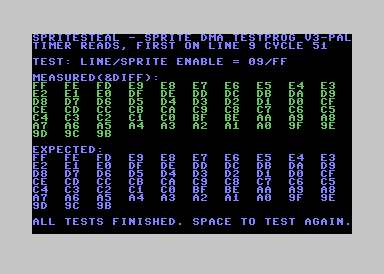 SPRITESTEAL - SPRITE DMA TESTPROG V3-PAL
TIMER READS, FIRST ON LINE 9 CYCLE 51
TEST: LINE/SPRITE ENABLE = 09/FF
MEASURED(&DIFF):
FF FE FD E9 E8 E7 E6 E5 E4 E3
E2 E1 E0 DF DE DD DC DB DA D9
D8 D7 D6 D5 D4 D3 D2 D1 D0 CF
CE CD CC CB CA C9 C8 C7 C6 C5
C4 C3 C2 C1 C0 BF BE AA A9 A8
A7 A6 A5 A4 A3 A2 A1 A0 9F 9E
9D 9C 9B
EXPECTED:
FF FE FD E9 E8 E7 E6 E5 E4 E3
E2 E1 E0 DF DE DD DC DB DA D9
D8 D7 D6 D5 D4 D3 D2 D1 D0 CF
CE CD CC CB CA C9 C8 C7 C6 C5
C4 C3 C2 C1 C0 BF BE AA A9 A8
A7 A6 A5 A4 A3 A2 A1 A0 9F 9E
9D 9C 9B
ALL TESTS FINISHED. SPACE TO TEST AGAIN.